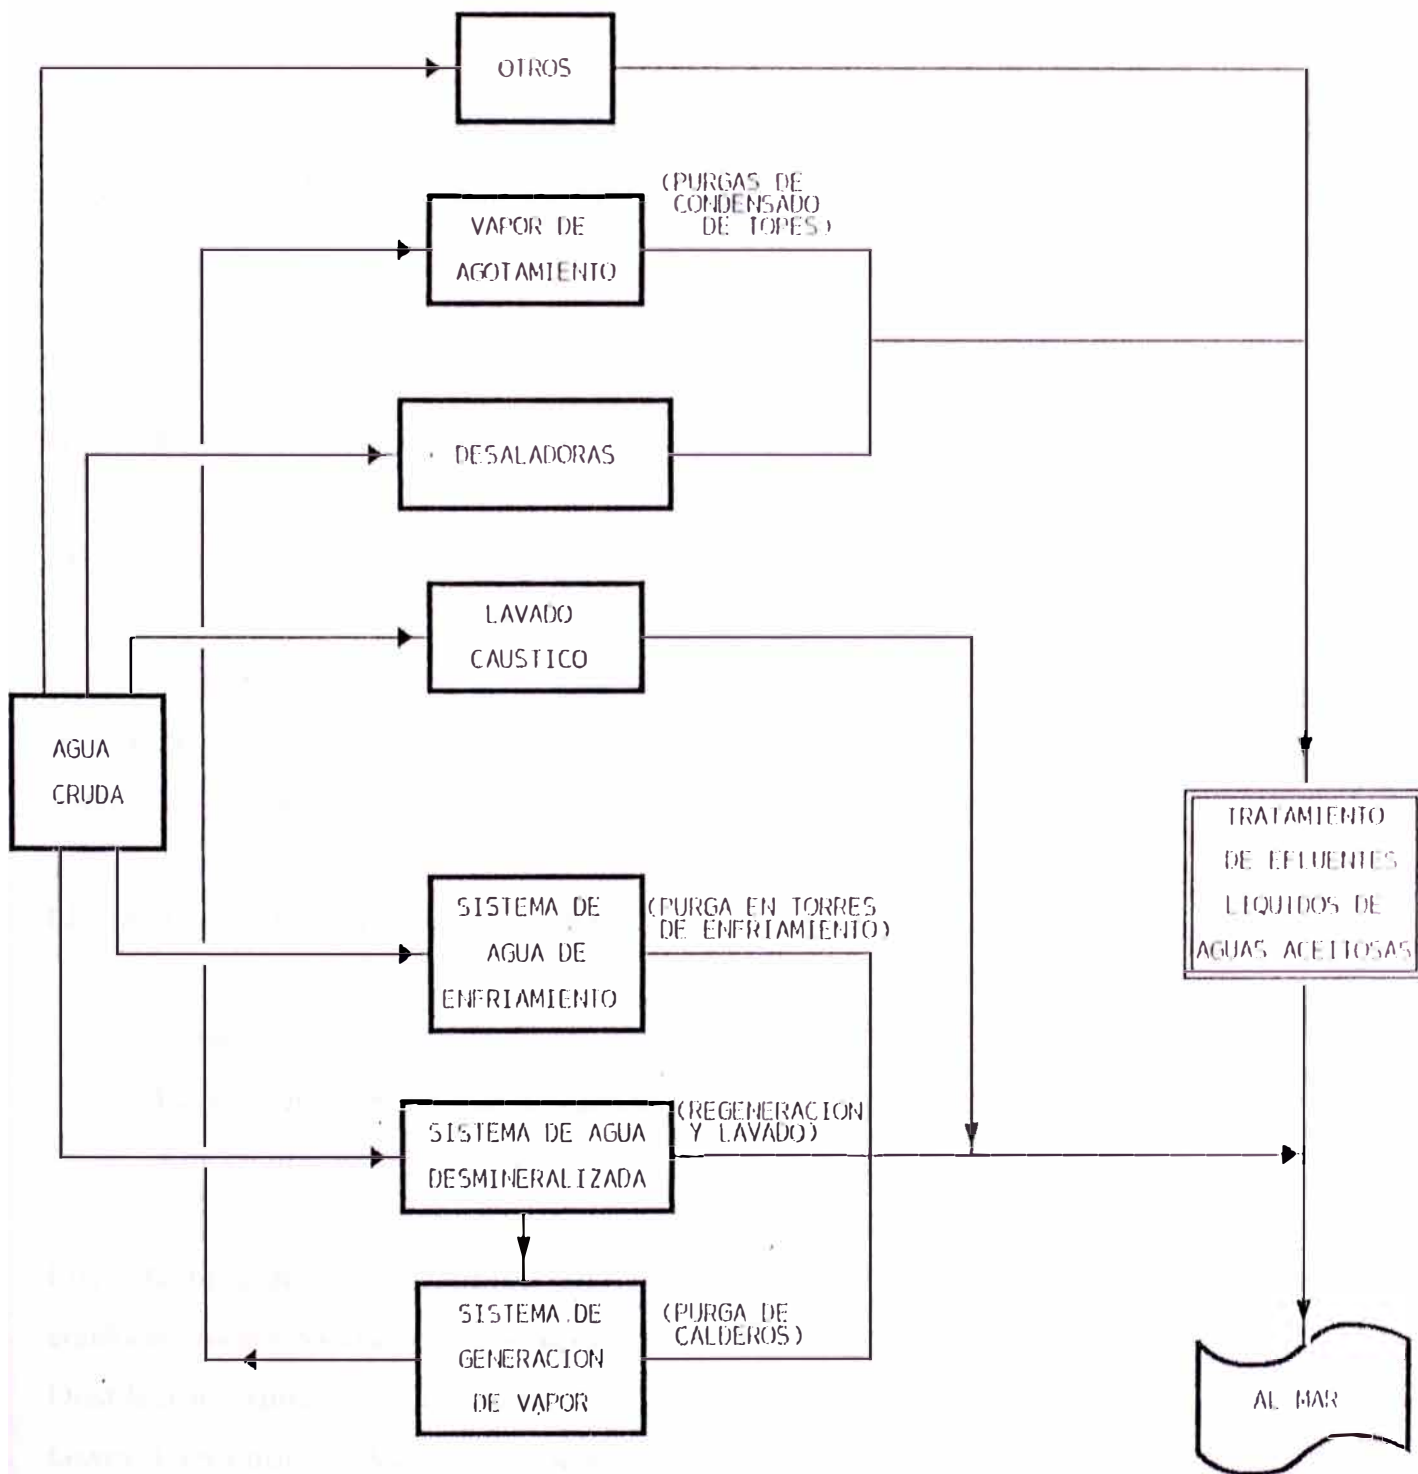 OTROS
(PURGAS DE
CONDENSADO
DE TOPES)
VAPOR DE
AGOTAMIENTO
DESALADORAS
LAVADO
CAUSTICO
AGUA
CRUDA
TRATAMIENTO
DE EFLUENTES
LIQUIDOS DE
AGUAS ACEITOSAS
SISTEMA DE
AGUA DE
ENFRIAMIENTO
(PURGA EN TORRES
DE ENFRIAMIENTO)
SISTEMA DE AGUA
DESMINERALIZADA
(REGENERACION
Y LAVADO)
SISTEMA DE
GENERACION
DE VAPOR
(PURGA DE
CALDEROS)
AL MAR